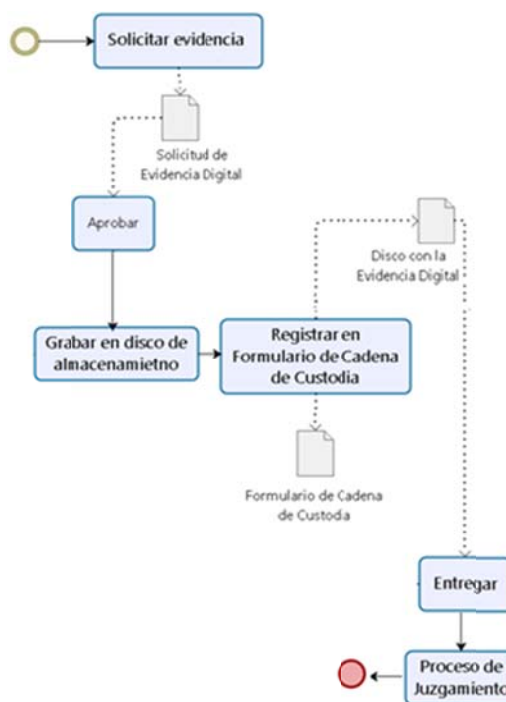 Solicitar evidencia
Solicitud de
Evidencia Digital
Aprobar
Disco con la
Evidencia Digital
Grabar en disco de
almacenamietno
Registrar en
Formulario de Cadena
de Custodia
Formulario de Cadena
de Custoda
Entregar
Proceso de
Juzgamiento